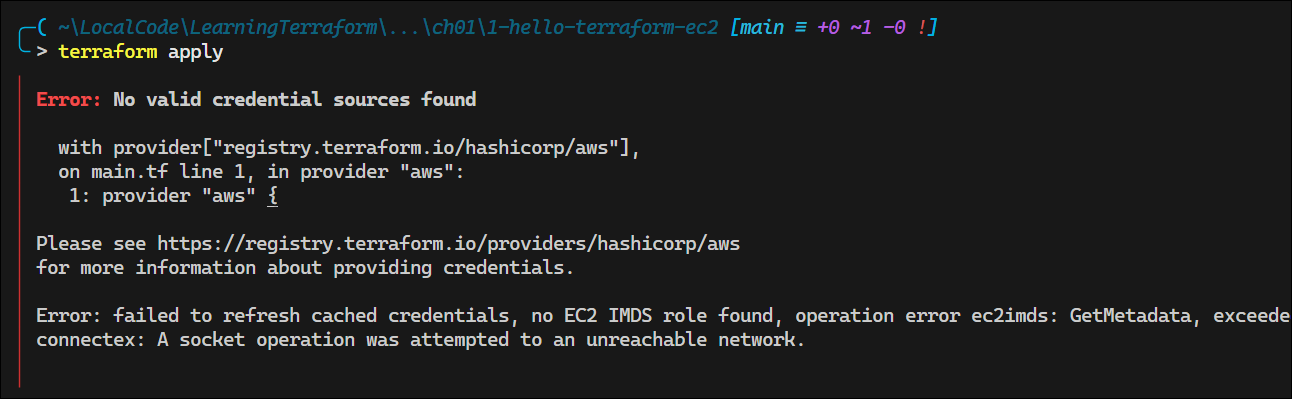 ~\LocalCode\LearningTerraform\...\ch01\1-hello-terraform-ec2 [main ≡ +0 ~1 -0 !]
> terraform apply
Error: No valid credential sources found
with provider["registry.terraform.io/hashicorp/aws"],
on main.tf line 1, in provider "aws":
1: provider "aws" {
Please see https://registry.terraform.io/providers/hashicorp/aws
for more information about providing credentials.
Error: failed to refresh cached credentials, no EC2 IMDS role found, operation error ec2imds: GetMetadata, exceede
connectex: A socket operation was attempted to an unreachable network.